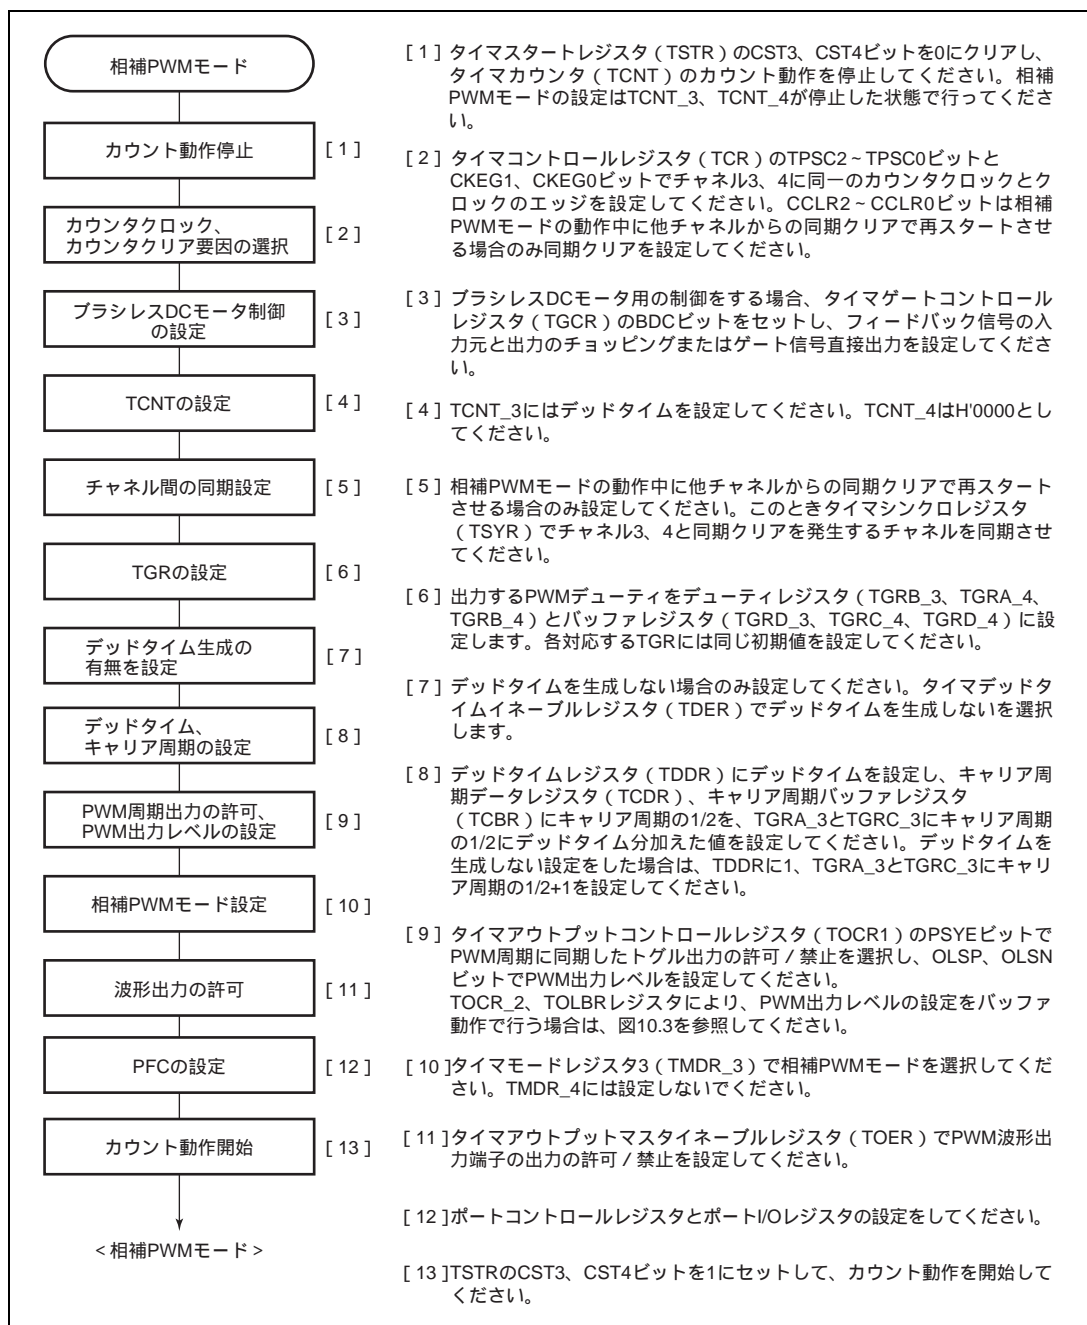 相補PWMモード
カウント動作停止
[ 1 ]
カウンタクロック、
カウンタクリア要因の選択
[ 2 ]
ブラシレスDCモータ制御
の設定
[ 3 ]
TCNTの設定
[ 4 ]
チャネル間の同期設定
[ 5 ]
TGRの設定
[ 6 ]
デッドタイム生成の
有無を設定
[ 7 ]
デッドタイム、
キャリア周期の設定
[ 8 ]
PWM周期出力の許可、
PWM出力レベルの設定
[ 9 ]
相補PWMモード設定
[ 10 ]
波形出力の許可
[ 11 ]
PFCの設定
[ 12 ]
カウント動作開始
[ 13 ]
< 相補PWMモード >
[ 1 ] タイマスタートレジスタ（TSTR）のCST3、CST4ビットを0にクリアし、
タイマカウンタ（TCNT）のカウント動作を停止してください。相補
PWMモードの設定はTCNT_3、TCNT_4が停止した状態で行ってくださ
い。
[ 2 ] タイマコントロールレジスタ（TCR）のTPSC2～TPSC0ビットと
CKEG1、CKEG0ビットでチャネル3、4に同一のカウンタクロックとク
ロックのエッジを設定してください。CCLR2～CCLR0ビットは相補
PWMモードの動作中に他チャネルからの同期クリアで再スタートさせ
る場合のみ同期クリアを設定してください。
[ 3 ] ブラシレスDCモータ用の制御をする場合、タイマゲートコントロール
レジスタ（TGCR）のBDCビットをセットし、フィードバック信号の入
力元と出力のチョッピングまたはゲート信号直接出力を設定してくださ
い。
[ 4 ] TCNT_3にはデッドタイムを設定してください。TCNT_4はH'0000とし
てください。
[ 5 ] 相補PWMモードの動作中に他チャネルからの同期クリアで再スタート
させる場合のみ設定してください。このときタイマシンクロレジスタ
（TSYR）でチャネル3、4と同期クリアを発生するチャネルを同期させ
てください。
[ 6 ] 出力するPWMデューティをデューティレジスタ（TGRB_3、TGRA_4、
TGRB_4）とバッファレジスタ（TGRD_3、TGRC_4、TGRD_4）に設
定します。各対応するTGRには同じ初期値を設定してください。
[ 7 ] デッドタイムを生成しない場合のみ設定してください。タイマデッドタ
イムイネーブルレジスタ（TDER）でデッドタイムを生成しないを選択
します。
[ 8 ] デッドタイムレジスタ（TDDR）にデッドタイムを設定し、キャリア周
期データレジスタ（TCDR）、キャリア周期バッファレジスタ
（TCBR）にキャリア周期の1/2を、TGRA_3とTGRC_3にキャリア周期
の1/2にデッドタイム分加えた値を設定してください。デッドタイムを
生成しない設定をした場合は、TDDRに1、TGRA_3とTGRC_3にキャリ
ア周期の1/2+1を設定してください。
[ 9 ] タイマアウトプットコントロールレジスタ（TOCR1）のPSYEビットで
PWM周期に同期したトグル出力の許可／禁止を選択し、OLSP、OLSN
ビットでPWM出力レベルを設定してください。
TOCR_2、TOLBRレジスタにより、PWM出力レベルの設定をバッファ
動作で行う場合は、図10.3を参照してください。
[ 10 ]タイマモードレジスタ3（TMDR_3）で相補PWMモードを選択してくだ
さい。TMDR_4には設定しないでください。
[ 11 ]タイマアウトプットマスタイネーブルレジスタ（TOER）でPWM波形出
力端子の出力の許可／禁止を設定してください。
[ 12 ]ポートコントロールレジスタとポートI/Oレジスタの設定をしてください。
[ 13 ]TSTRのCST3、CST4ビットを1にセットして、カウント動作を開始して
ください。